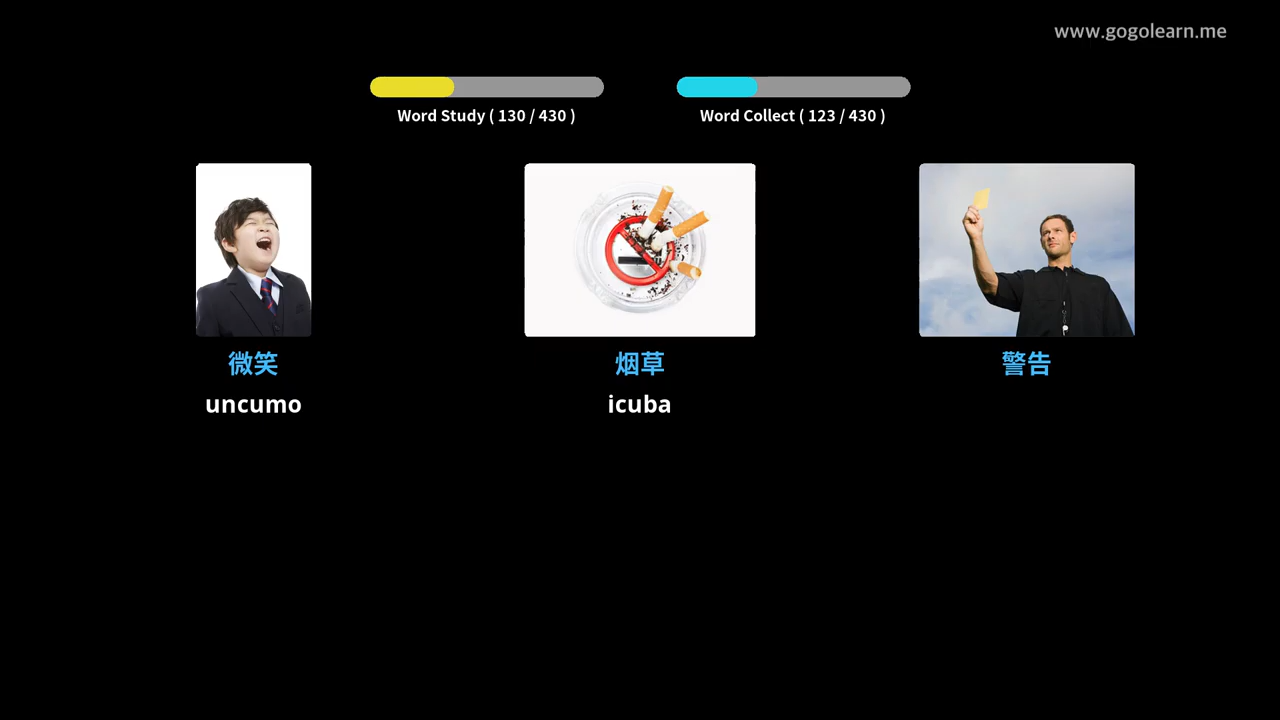 www.gogolearn.me
Word Study ( 130 / 430 )
Word Collect ( 123 / 430 )
微笑
烟草
警告
uncumo
icuba